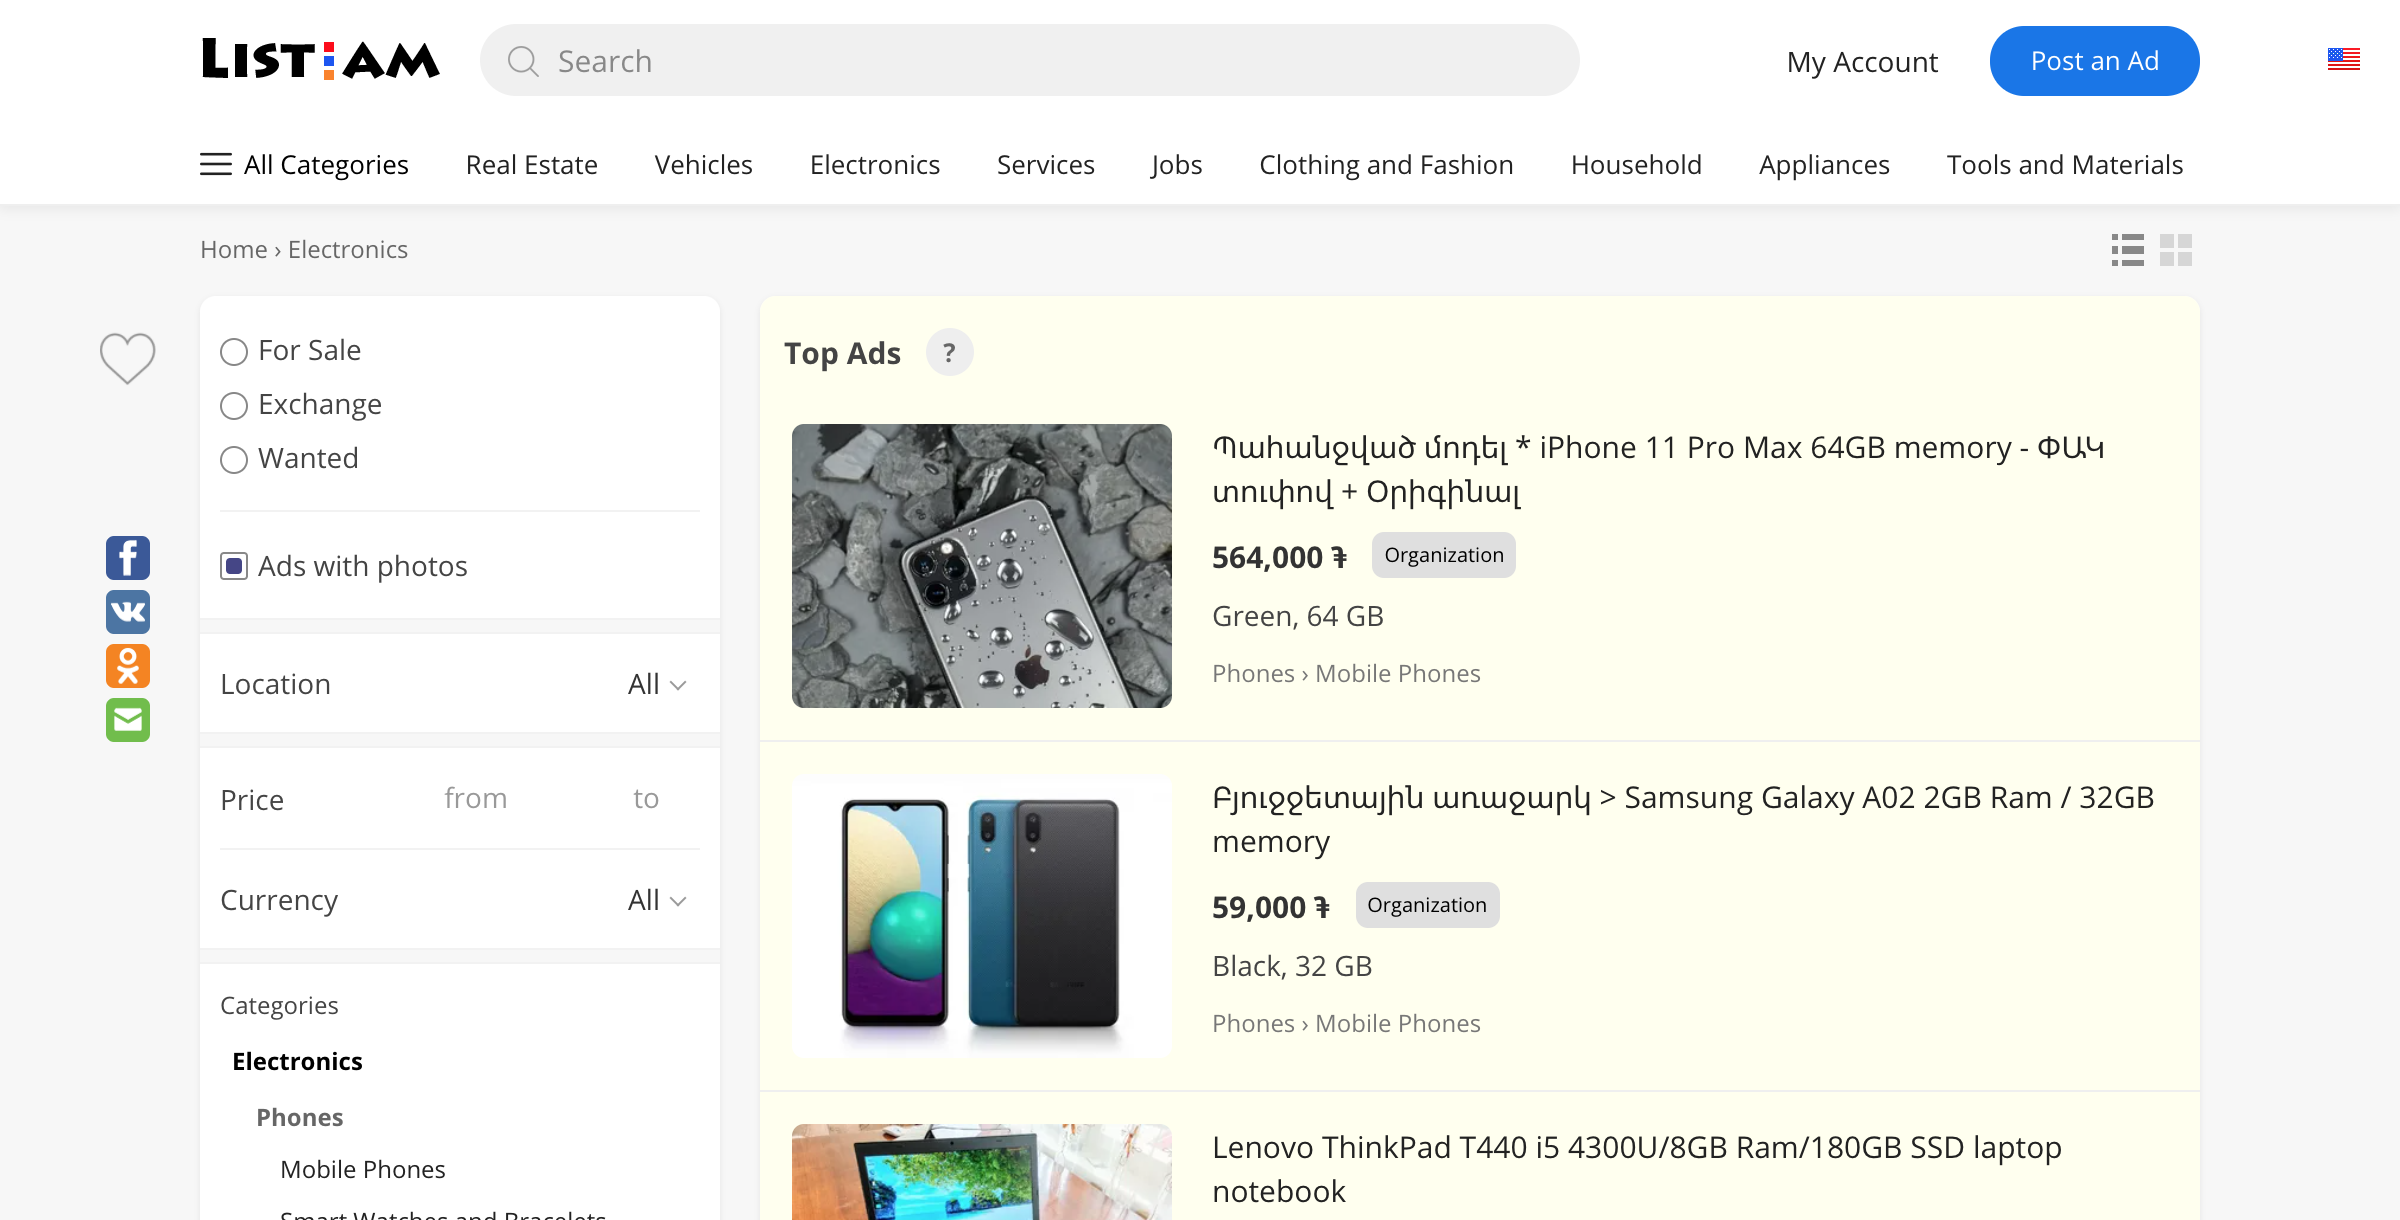 LIST AM
Search
My Account
Post an Ad
All Categories
Real Estate
Vehicles
Electronics
Services
Jobs
Clothing and Fashion
Household
Appliances
Tools and Materials
Home › Electronics
For Sale
Exchange
Wanted
Ads with photos
Location
All
Price
from
to
Currency
All
Categories
Electronics
Phones
Mobile Phones
Smart Watches and Bracelets
Top Ads
?
Պահանջված մոդել * iPhone 11 Pro Max 64GB memory - ՓԱԿ
տուփով + Օրիգինալ
564,000 ֏
Organization
Green, 64 GB
Phones › Mobile Phones
Բյուջջետային առաջարկ > Samsung Galaxy A02 2GB Ram / 32GB
memory
59,000 ֏
Organization
Black, 32 GB
Phones › Mobile Phones
Lenovo ThinkPad T440 i5 4300U/8GB Ram/180GB SSD laptop
notebook